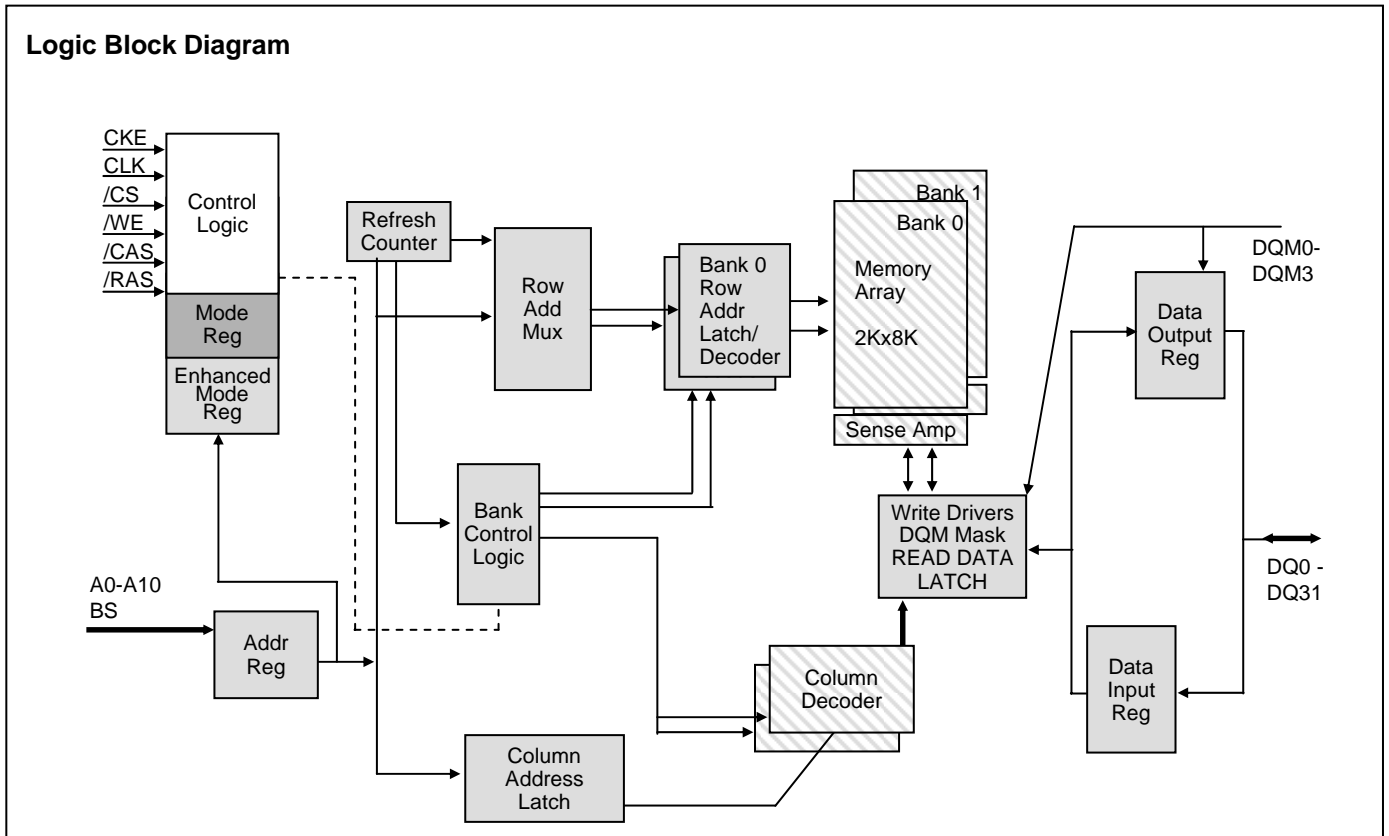 Logic Block Diagram
CKE
CLK
/CS
/WE
/CAS
/RAS
Control
Logic
Mode
Reg
Enhanced
Mode
Reg
Refresh
Counter
Row
Add
Mux
Bank 0
Row
Addr
Latch/
Decoder
Bank 1
Bank 0
Memory
Array
2Kx8K
Sense Amp
DQM0-
DQM3
Data
Output
Reg
Bank
Control
Logic
Write Drivers
DQM Mask
READ DATA
LATCH
DQ0 -
DQ31
A0-A10
BS
Addr
Reg
Column
Decoder
Data
Input
Reg
Column
Address
Latch